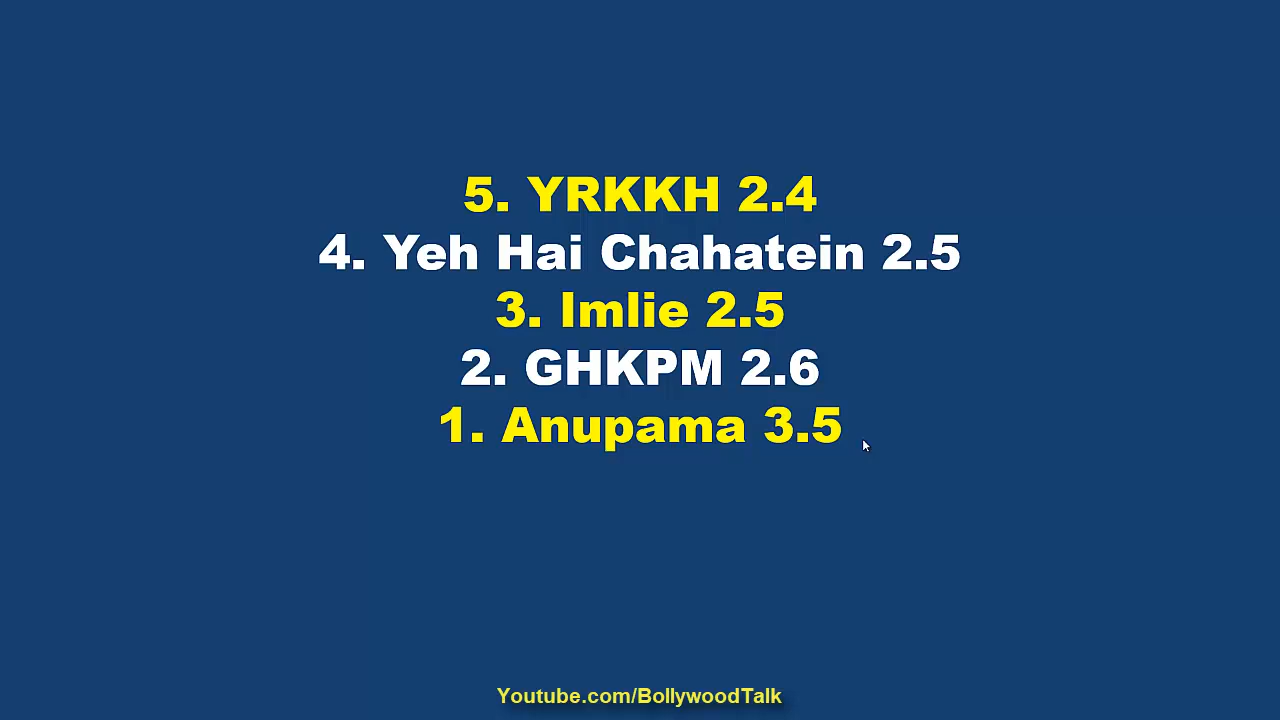 5. YRKKH 2.4
4. Yeh Hai Chahatein 2.5
3. Imlie 2.5
2. GHKPM 2.6
1. Anupama 3.5
Youtube.com/BollywoodTalk